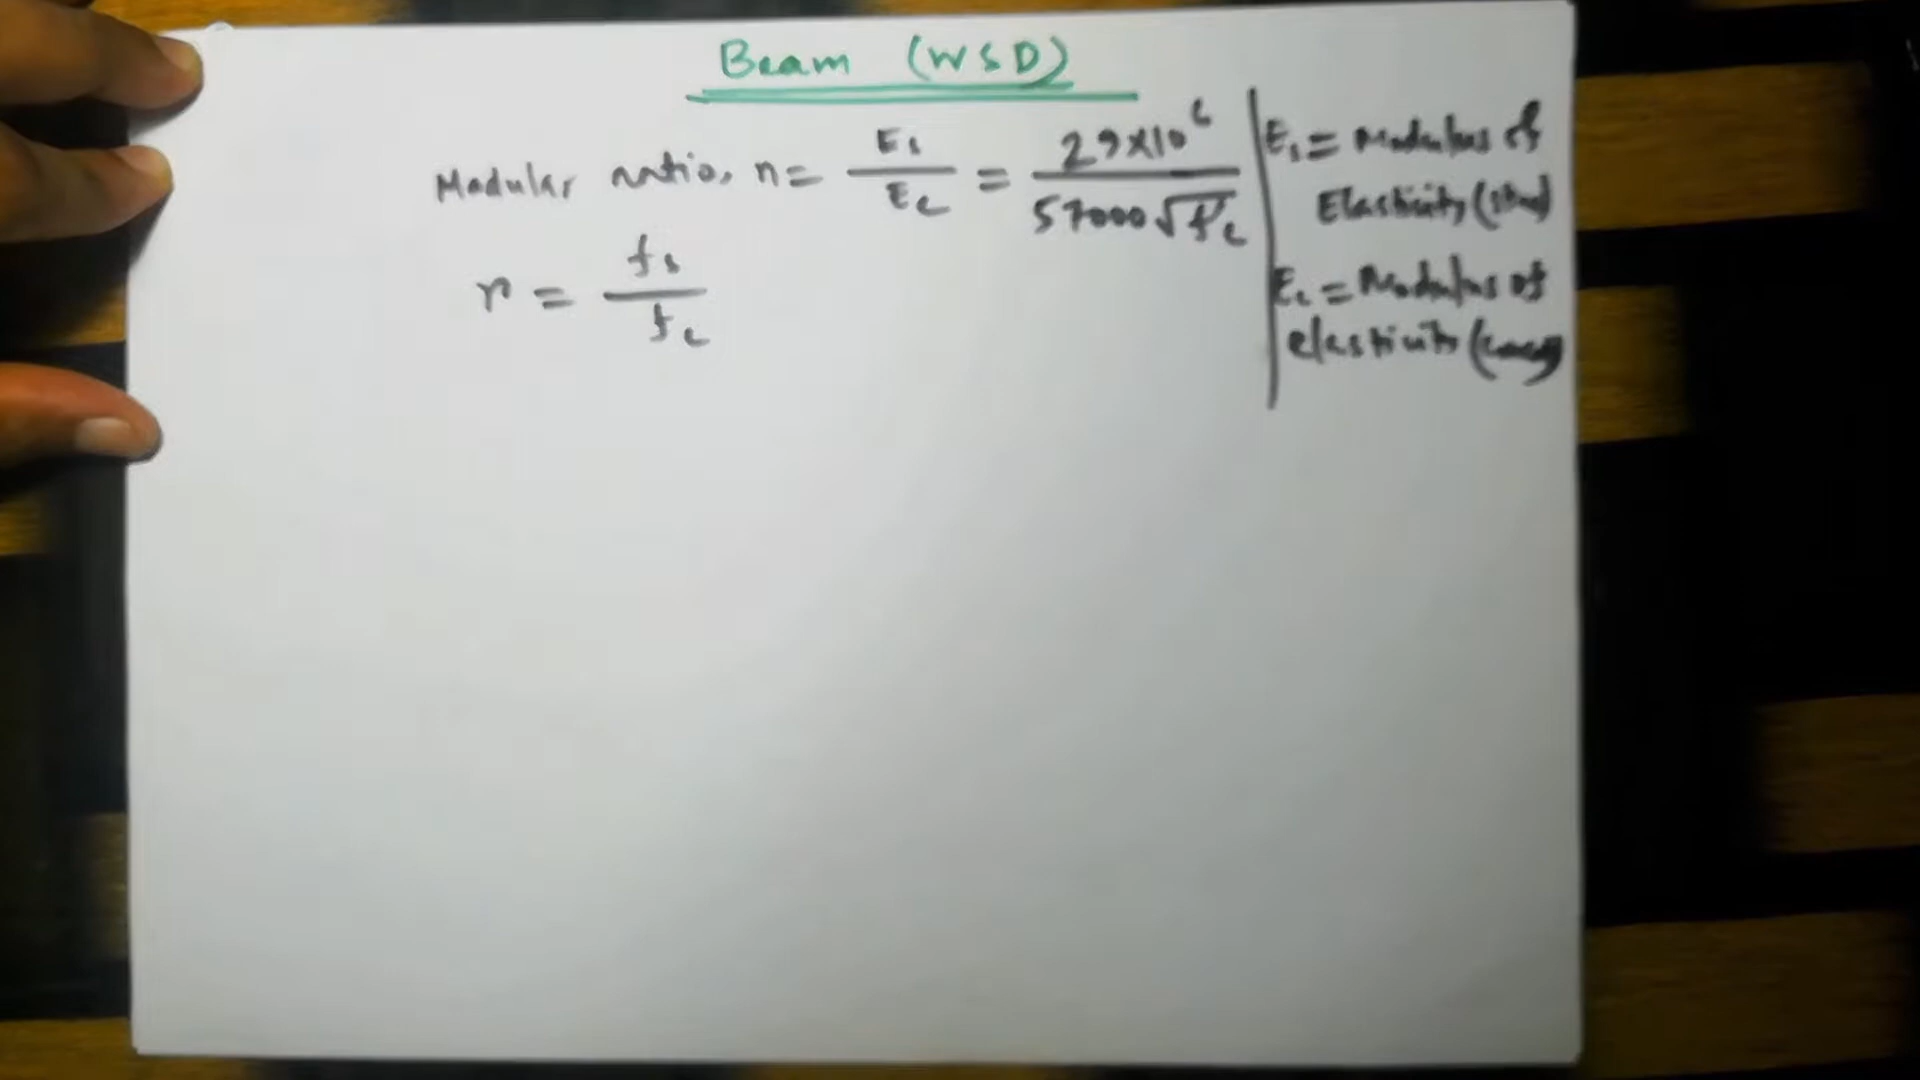 Beam (WSD)
Modular ratio, n = Es/Ec = 29×10^6/57000√f'c
r = fs/fc
Es = Modulus of
Elasticity (steel)
Ec = Modulus of
elasticity (